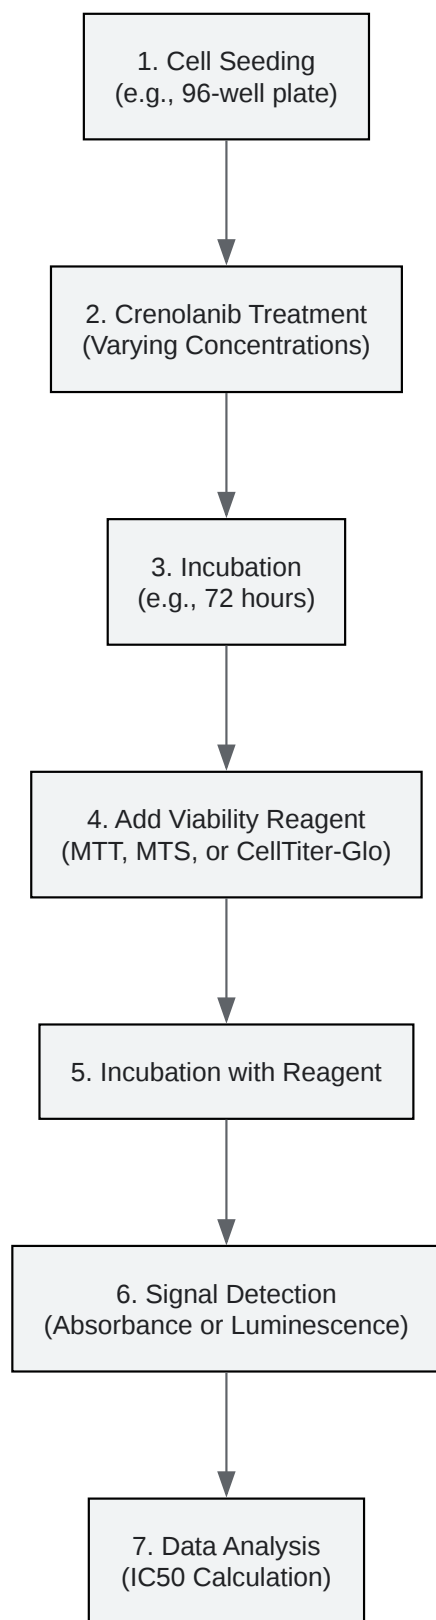 1. Cell Seeding
(e.g., 96-well plate)
2. Crenolanib Treatment
(Varying Concentrations)
3. Incubation
(e.g., 72 hours)
4. Add Viability Reagent
(MTT, MTS, or CellTiter-Glo)
5. Incubation with Reagent
6. Signal Detection
(Absorbance or Luminescence)
7. Data Analysis
(IC50 Calculation)